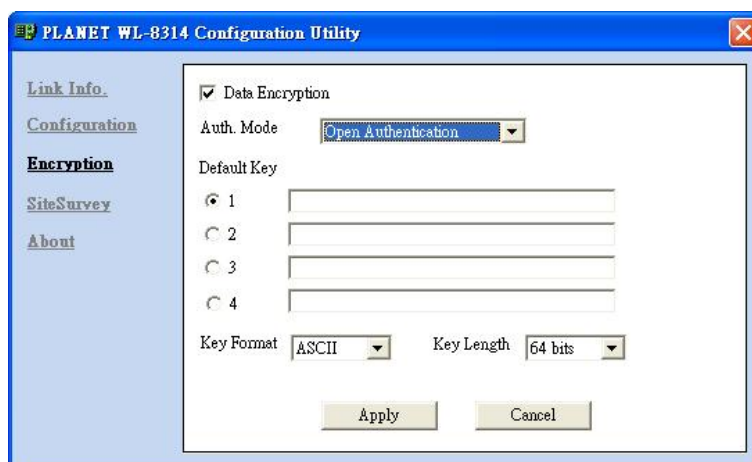 PLANET WL-8314 Configuration Utility
Link Info.
Configuration
Encryption
SiteSurvey
About
Data Encryption
Auth. Mode Open Authentication
Default Key
1
2
3
4
Key Format ASCII Key Length 64 bits
Apply Cancel